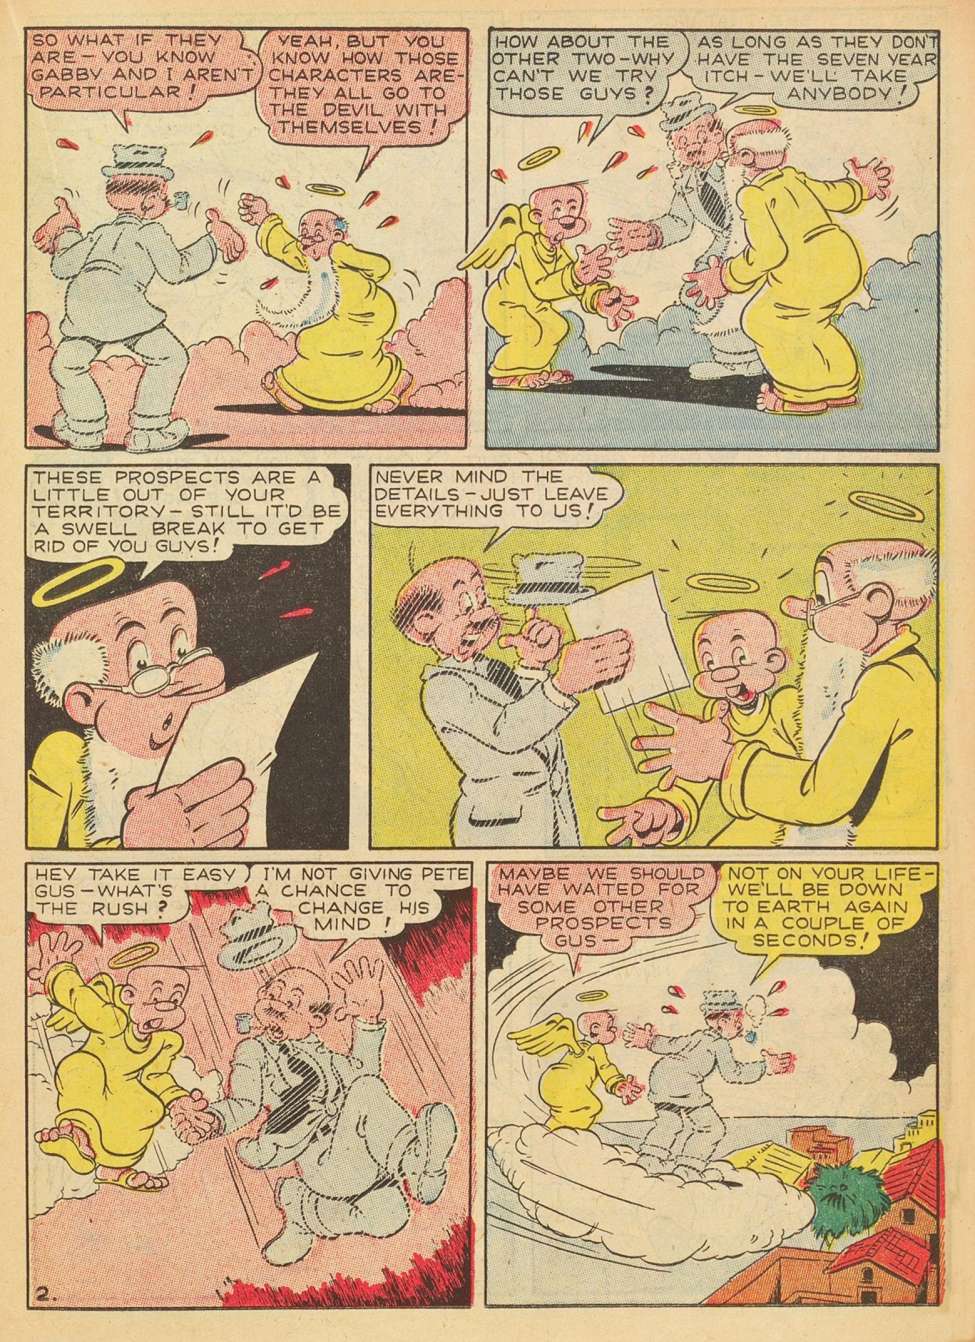 SO WHAT IF THEY
ARE - YOU KNOW
GABBY AND I AREN'T
PARTICULAR!
YEAH, BUT YOU
KNOW HOW THOSE
CHARACTERS ARE-
THEY ALL GO TO
THE DEVIL WITH
THEMSELVES!
HOW ABOUT THE
OTHER TWO - WHY
CAN'T WE TRY
THOSE GUYS?
AS LONG AS THEY DON'T
HAVE THE SEVEN YEAR
ITCH - WE'LL TAKE
ANYBODY!
THESE PROSPECTS ARE A
LITTLE OUT OF YOUR
TERRITORY - STILL IT'D BE
A SWELL BREAK TO GET
RID OF YOU GUYS!
NEVER MIND THE
DETAILS - JUST LEAVE
EVERYTHING TO US!
HEY TAKE IT EASY
GUS - WHAT'S
THE RUSH?
I'M NOT GIVING PETE
A CHANCE TO
CHANGE HIS
MIND!
MAYBE WE SHOULD
HAVE WAITED FOR
SOME OTHER
PROSPECTS
GUS -
NOT ON YOUR LIFE -
WE'LL BE DOWN
TO EARTH AGAIN
IN A COUPLE OF
SECONDS!
2.